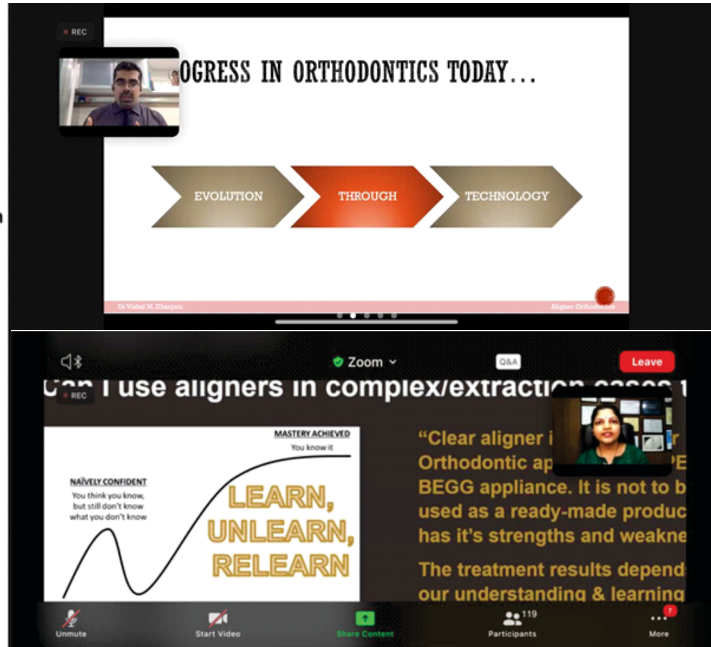 REC
OGRESS IN ORTHODONTICS TODAY...
EVOLUTION
THROUGH
TECHNOLOGY
Dr Vishal M. Dhanjani
Aligner Orthodontics
Zoom
Q&A
Leave
Can I use aligners in complex/extraction cases
REC
MASTERY ACHIEVED
You know it
NAÏVELY CONFIDENT
You think you know,
but still don't know
what you don't know
LEARN,
UNLEARN,
RELEARN
"Clear aligner i
Orthodontic ap PE
BEGG appliance. It is not to b
used as a ready-made produc
has it's strengths and weakne
The treatment results depend
our understanding & learning
Unmute
Start Video
Share Content
119
Participants
7
More